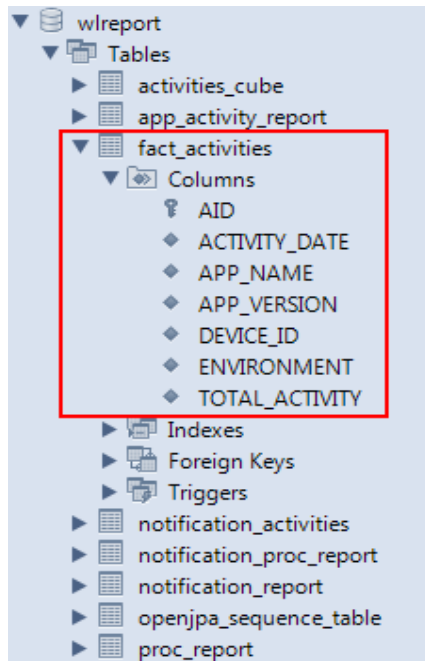 wlreport
Tables
activities_cube
app_activity_report
fact_activities
Columns
AID
ACTIVITY_DATE
APP_NAME
APP_VERSION
DEVICE_ID
ENVIRONMENT
TOTAL_ACTIVITY
Indexes
Foreign Keys
Triggers
notification_activities
notification_proc_report
notification_report
openjpa_sequence_table
proc_report